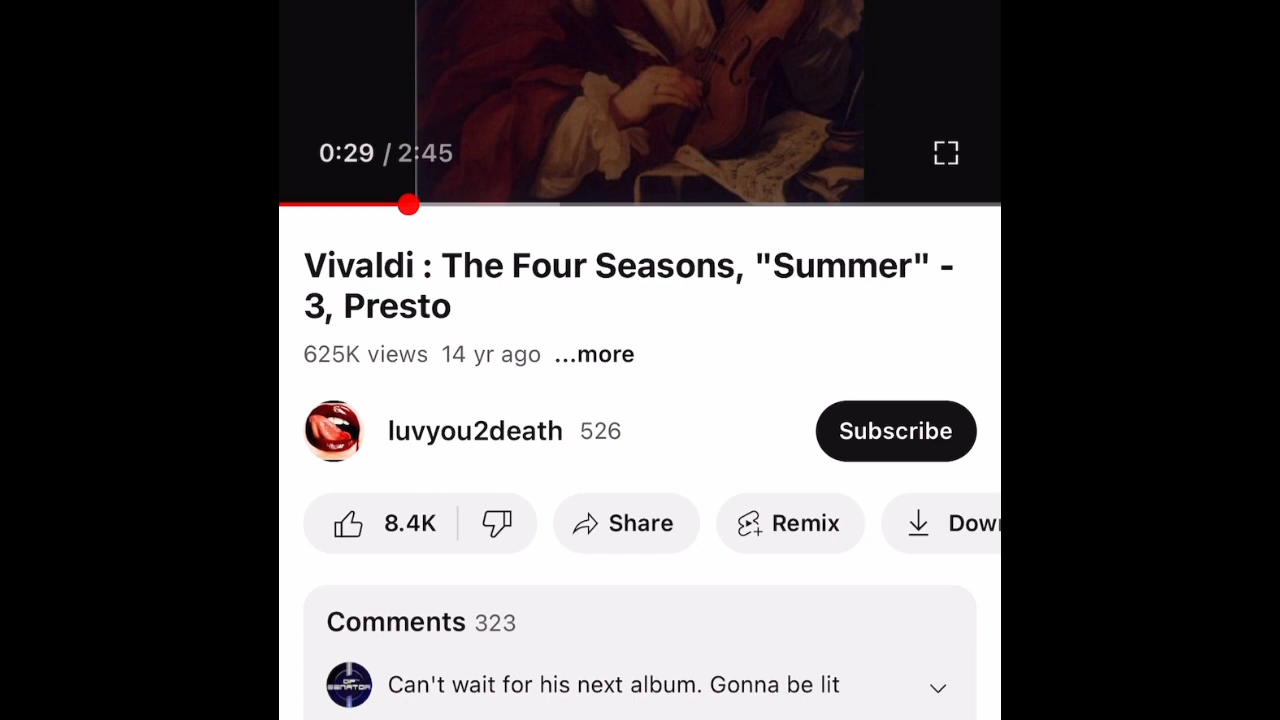 0:29 / 2:45
Vivaldi : The Four Seasons, "Summer" -
3, Presto
625K views 14 yr ago ...more
luvyou2death 526 Subscribe
8.4K Share Remix Down
Comments 323
Can't wait for his next album. Gonna be lit